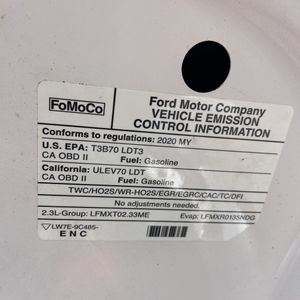 FoMoCo
Ford Motor Company
VEHICLE EMISSION
CONTROL INFORMATION
Conforms to regulations: 2020 MY
U.S. EPA: T3B70 LDT3
CA OBD II Fuel: Gasoline
California: ULEV70 LDT
CA OBD II Fuel: Gasoline
TWC/HO2S/WR-HO2S/EGR/EGRC/CAC/TC/DFI
No adjustments needed.
2.3L-Group: LFMXT02.33ME Evap: LFMXR0135NDG
LW7E-9C485-
ENC